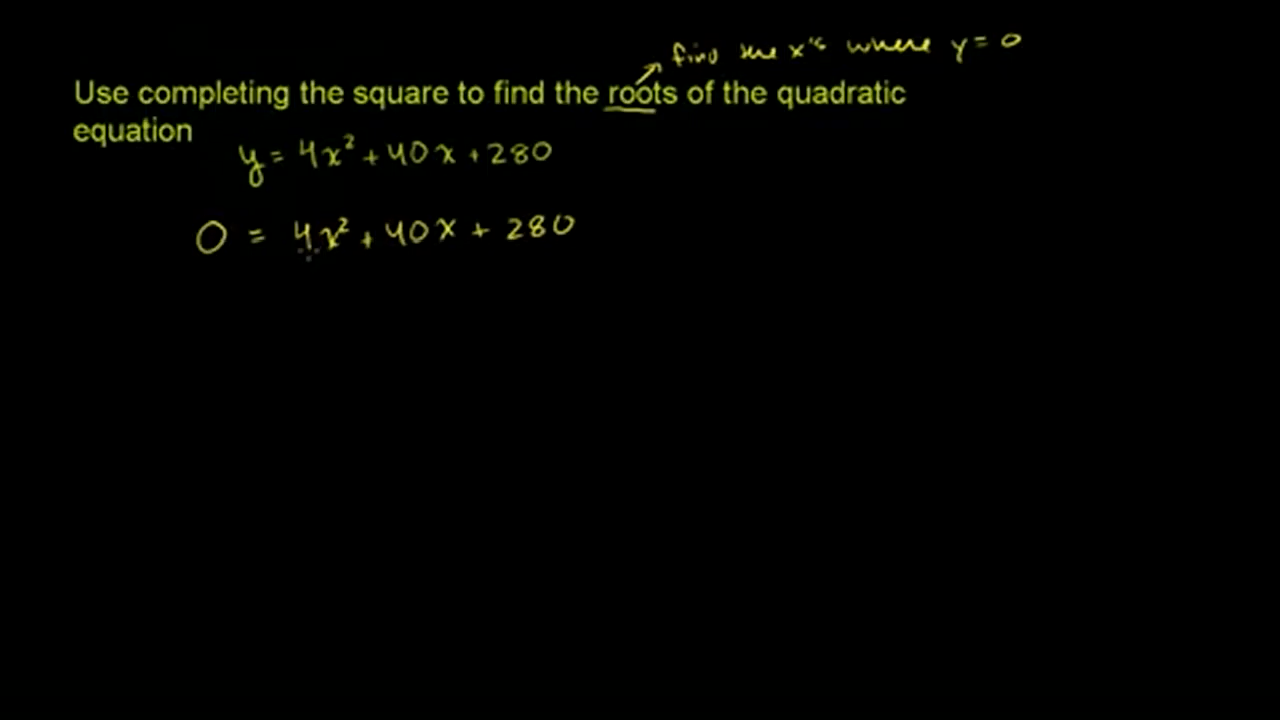 find the x's where y = 0
Use completing the square to find the roots of the quadratic
equation
y = 4x² + 40x + 280
0 = 4x² + 40x + 280